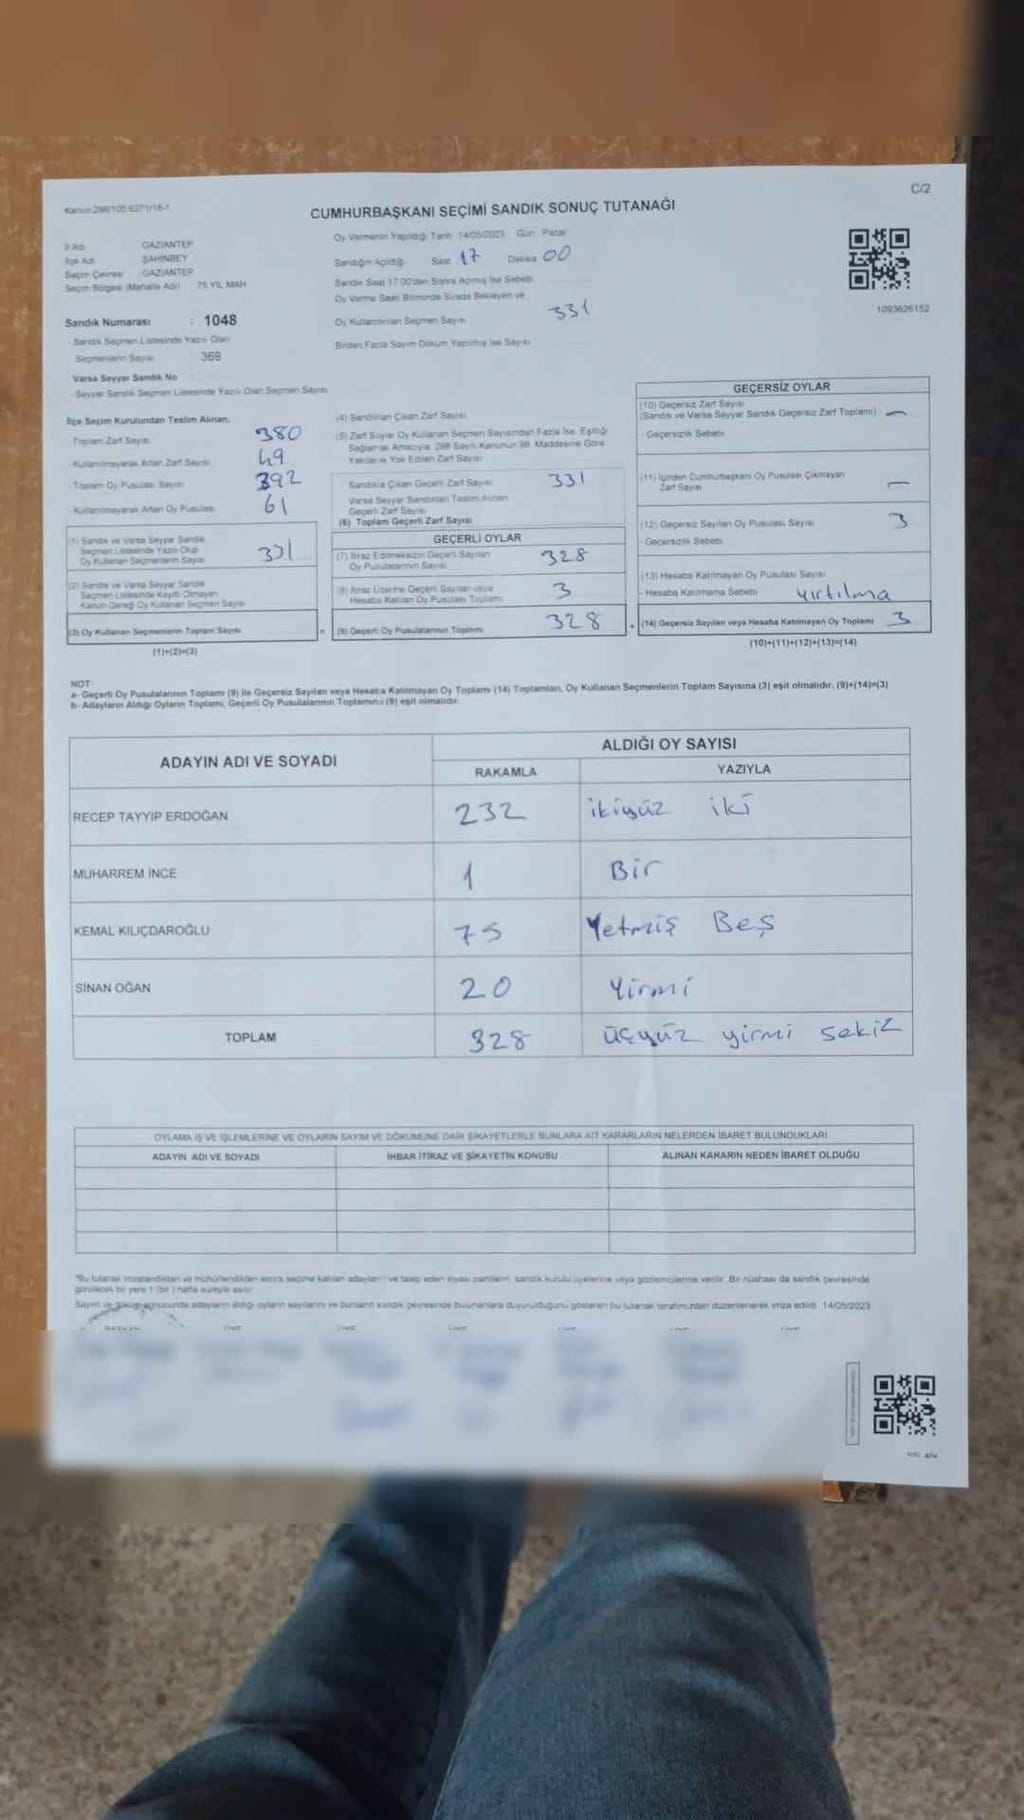 Kanun:298/105 6271/16-1
C/2
CUMHURBAŞKANI SEÇİMİ SANDIK SONUÇ TUTANAĞI
İl Adı GAZİANTEP
İlçe Adı ŞAHİNBEY
Seçim Çevresi GAZİANTEP
Seçim Bölgesi (Mahalle Adı) 75.YIL MAH
Sandık Numarası : 1048
- Sandık Seçmen Listesinde Yazılı Olan
Seçmenlerin Sayısı 369
Varsa Seyyar Sandık No
- Seyyar Sandık Seçmen Listesinde Yazılı Olan Seçmen Sayısı
Oy Vermenin Yapıldığı Tarih 14/05/2023 Gün: Pazar
Sandığın Açıldığı Saat 17 Dakika 00
Sandık Saat 17.00'den Sonra Açılmış İse Sebebi
Oy Verme Saati Bitiminde Sırada Bekleyen ve
Oy Kullandırılan Seçmen Sayısı 331
Birden Fazla Sayım Döküm Yapılmış İse Sayısı
1093626152
İlçe Seçim Kurulundan Teslim Alınan;
Toplam Zarf Sayısı 380
- Kullanılmayarak Artan Zarf Sayısı 49
- Toplam Oy Pusulası Sayısı 392
- Kullanılmayarak Artan Oy Pusulası 61
(1) Sandık ve Varsa Seyyar Sandık
Seçmen Listesinde Yazılı Olup
Oy Kullanan Seçmenlerin Sayısı 331
(2) Sandık ve Varsa Seyyar Sandık
Seçmen Listesinde Kayıtlı Olmayan
Kanun Gereği Oy Kullanan Seçmen Sayısı
(3) Oy Kullanan Seçmenlerin Toplam Sayısı
(1)+(2)=(3)
(4) Sandıktan Çıkan Zarf Sayısı
(5) Zarf Sayısı Oy Kullanan Seçmen Sayısından Fazla İse, Eşitliği
Sağlamak Amacıyla, 298 Sayılı Kanunun 98. Maddesine Göre
Yakılarak Yok Edilen Zarf Sayısı
Sandıkta Çıkan Geçerli Zarf Sayısı 331
Varsa Seyyar Sandıktan Teslim Alınan
Geçerli Zarf Sayısı
(6) Toplam Geçerli Zarf Sayısı
GEÇERLİ OYLAR
(7) İtiraz Edilmeksizin Geçerli Sayılan
Oy Pusulalarının Sayısı 328
(8) İtiraz Üzerine Geçerli Sayılan veya
Hesaba Katılan Oy Pusulası Toplamı 3
= (9) Geçerli Oy Pusulalarının Toplamı 328
GEÇERSİZ OYLAR
(10) Geçersiz Zarf Sayısı
(Sandık ve Varsa Seyyar Sandık Geçersiz Zarf Toplamı) —
- Geçersizlik Sebebi
(11) İçinden Cumhurbaşkanı Oy Pusulası Çıkmayan
Zarf Sayısı —
(12) Geçersiz Sayılan Oy Pusulası Sayısı 3
- Geçersizlik Sebebi
(13) Hesaba Katılmayan Oy Pusulası Sayısı
- Hesaba Katılmama Sebebi yırtılma
+ (14) Geçersiz Sayılan veya Hesaba Katılmayan Oy Toplamı 3
(10)+(11)+(12)+(13)=(14)
NOT:
a- Geçerli Oy Pusulalarının Toplamı (9) ile Geçersiz Sayılan veya Hesaba Katılmayan Oy Toplamı (14) Toplamları, Oy Kullanan Seçmenlerin Toplam Sayısına (3) eşit olmalıdır. (9)+(14)=(3)
b- Adayların Aldığı Oyların Toplamı, Geçerli Oy Pusulalarının Toplamına (9) eşit olmalıdır.
ADAYIN ADI VE SOYADI ALDIĞI OY SAYISI
RAKAMLA YAZIYLA
RECEP TAYYİP ERDOĞAN 232 ikiyüz iki
MUHARREM İNCE 1 Bir
KEMAL KILIÇDAROĞLU 75 Yetmiş Beş
SİNAN OĞAN 20 Yirmi
TOPLAM 328 üçyüz yirmi sekiz
OYLAMA İŞ VE İŞLEMLERİNE VE OYLARIN SAYIM VE DÖKÜMÜNE DAİR ŞİKAYETLERLE BUNLARA AİT KARARLARIN NELERDEN İBARET BULUNDUKLARI
ADAYIN ADI VE SOYADI İHBAR İTİRAZ VE ŞİKAYETİN KONUSU ALINAN KARARIN NEDEN İBARET OLDUĞU
*Bu tutanak imzalandıktan ve mühürlendikten sonra seçime katılan adayların ve talep eden siyasi partilerin sandık kurulu üyelerine veya gözlemcilerine verilir. Bir nüshası da sandık çevresinde
görülecek bir yere 1 (bir) hafta süreyle asılır.
Sayım ve döküm sonucunda adayların aldığı oyların sayılarını ve bunların sandık çevresinde bulunanlara duyurulduğunu gösteren bu tutanak tarafımızdan düzenlenerek imza edildi. 14/05/2023